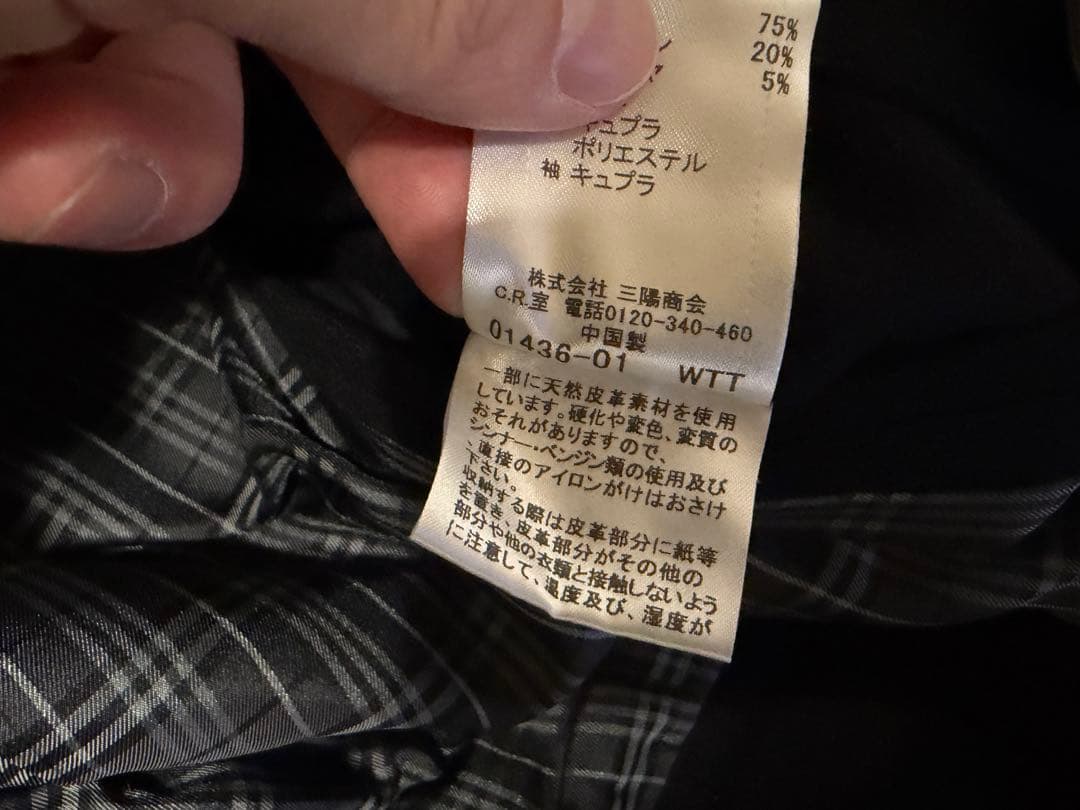 75%
20%
5%
キュプラ
ポリエステル
袖 キュプラ
株式会社 三陽商会
C.R.室 電話0120-340-460
中国製
01436-01 WTT
一部に天然皮革素材を使用
しています。硬化や変色、変質の
おそれがありますので、
シンナー・ベンジン類の使用及び
、直接のアイロンがけはおさけ
下さい。
収納する際は皮革部分に紙等
を置き、皮革部分がその他の
部分や他の衣類と接触しないよう
に注意して、温度及び、湿度が